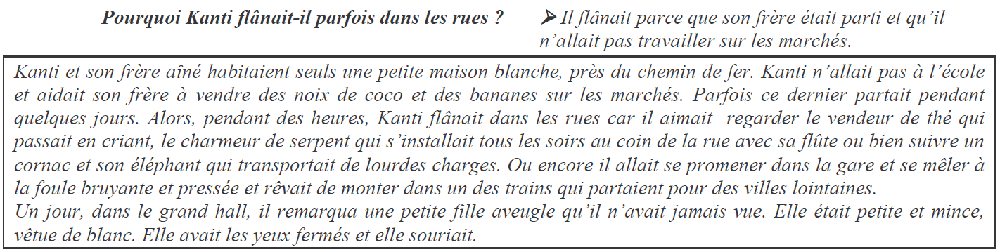 Pourquoi Kanti flânait-il parfois dans les rues ?
➢ Il flânait parce que son frère était parti et qu’il
n’allait pas travailler sur les marchés.
Kanti et son frère aîné habitaient seuls une petite maison blanche, près du chemin de fer. Kanti n’allait pas à l’école
et aidait son frère à vendre des noix de coco et des bananes sur les marchés. Parfois ce dernier partait pendant
quelques jours. Alors, pendant des heures, Kanti flânait dans les rues car il aimait regarder le vendeur de thé qui
passait en criant, le charmeur de serpent qui s’installait tous les soirs au coin de la rue avec sa flûte ou bien suivre un
cornac et son éléphant qui transportait de lourdes charges. Ou encore il allait se promener dans la gare et se mêler à
la foule bruyante et pressée et rêvait de monter dans un des trains qui partaient pour des villes lointaines.
Un jour, dans le grand hall, il remarqua une petite fille aveugle qu’il n’avait jamais vue. Elle était petite et mince,
vêtue de blanc. Elle avait les yeux fermés et elle souriait.